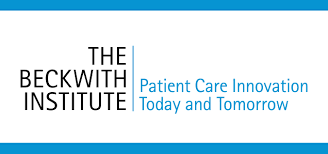 THE
BECKWITH
INSTITUTE
Patient Care Innovation
Today and Tomorrow